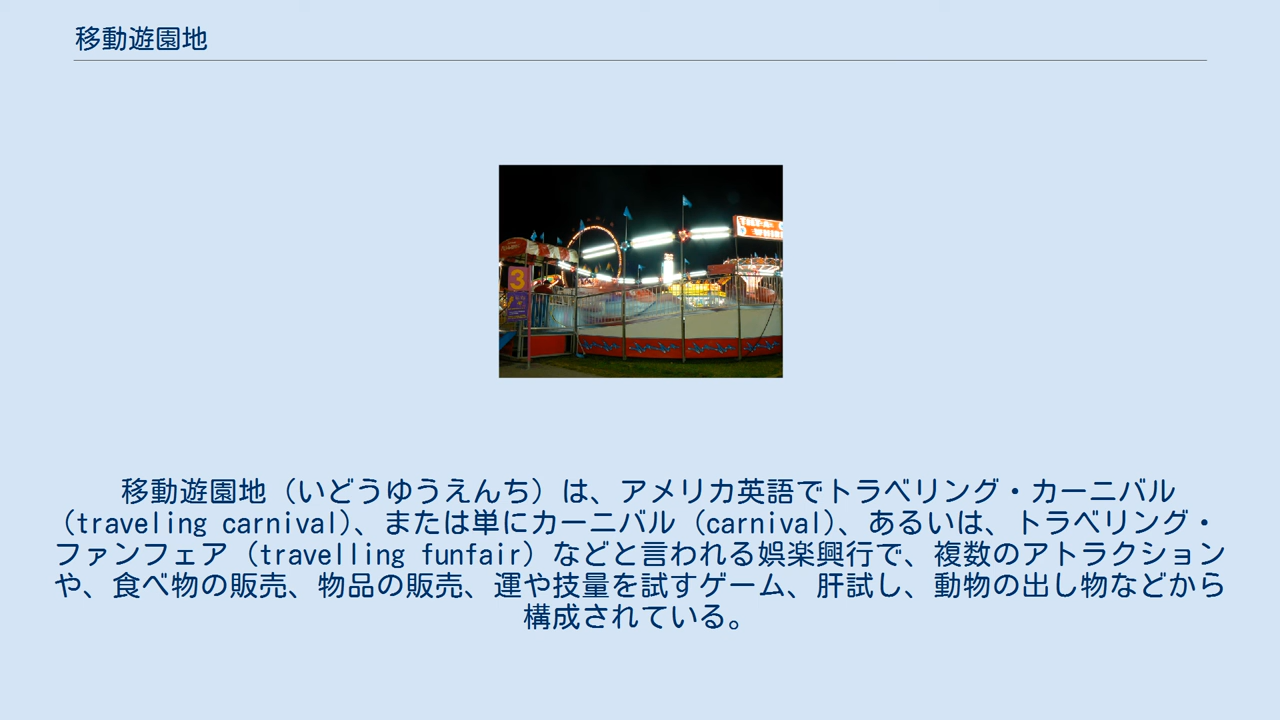 移動遊園地
3
移動遊園地（いどうゆうえんち）は、アメリカ英語でトラベリング・カーニバル
（traveling carnival）、または単にカーニバル（carnival）、あるいは、トラベリング・
ファンフェア（travelling funfair）などと言われる娯楽興行で、複数のアトラクション
や、食べ物の販売、物品の販売、運や技量を試すゲーム、肝試し、動物の出し物などから
構成されている。